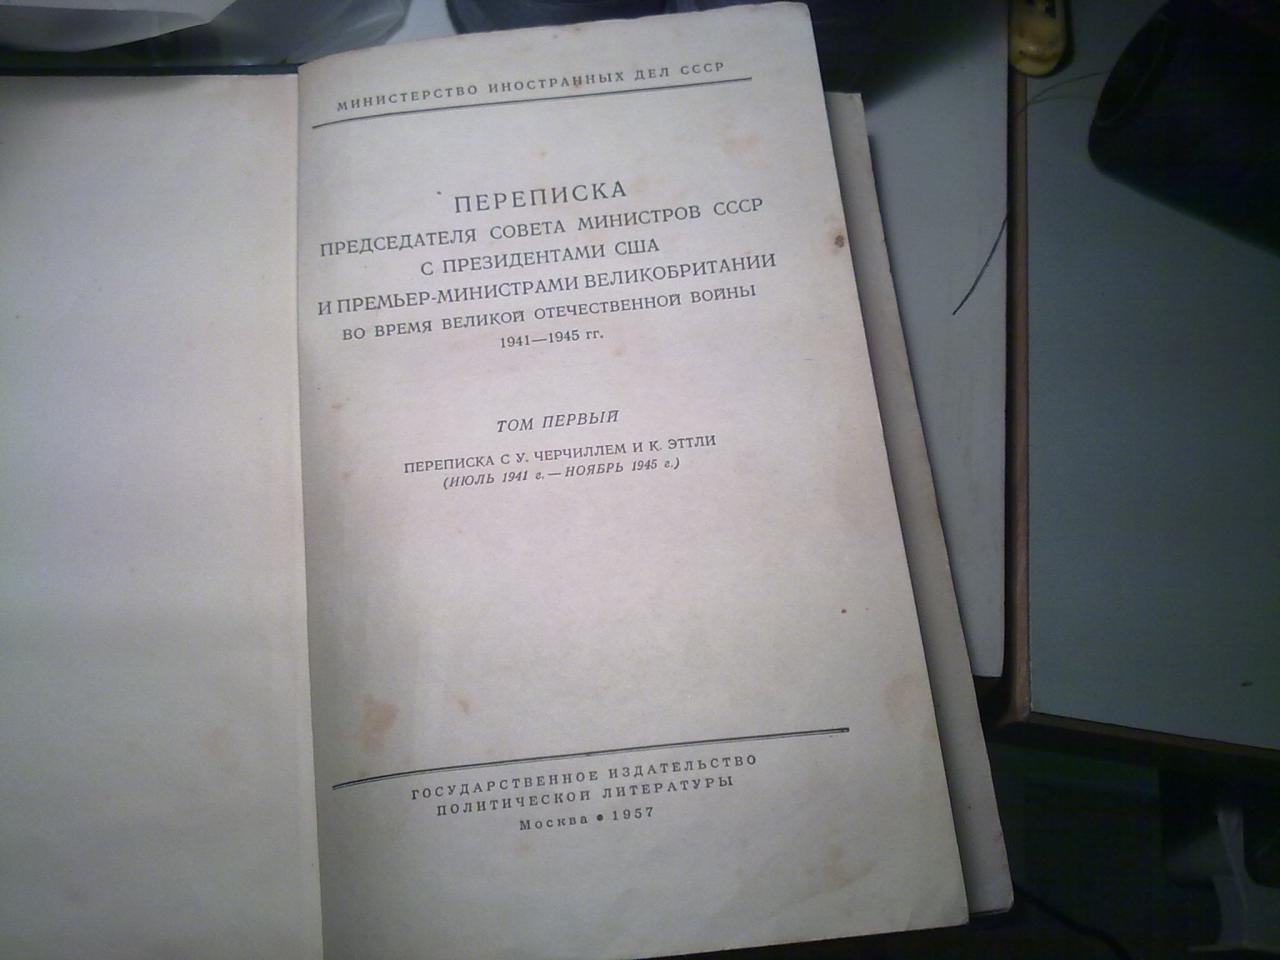 МИНИСТЕРСТВО ИНОСТРАННЫХ ДЕЛ СССР
ПЕРЕПИСКА
ПРЕДСЕДАТЕЛЯ СОВЕТА МИНИСТРОВ СССР
С ПРЕЗИДЕНТАМИ США
И ПРЕМЬЕР-МИНИСТРАМИ ВЕЛИКОБРИТАНИИ
ВО ВРЕМЯ ВЕЛИКОЙ ОТЕЧЕСТВЕННОЙ ВОЙНЫ
1941—1945 гг.
ТОМ ПЕРВЫЙ
ПЕРЕПИСКА С У. ЧЕРЧИЛЛЕМ И К. ЭТТЛИ
(ИЮЛЬ 1941 г. — НОЯБРЬ 1945 г.)
ГОСУДАРСТВЕННОЕ ИЗДАТЕЛЬСТВО
ПОЛИТИЧЕСКОЙ ЛИТЕРАТУРЫ
Москва • 1957